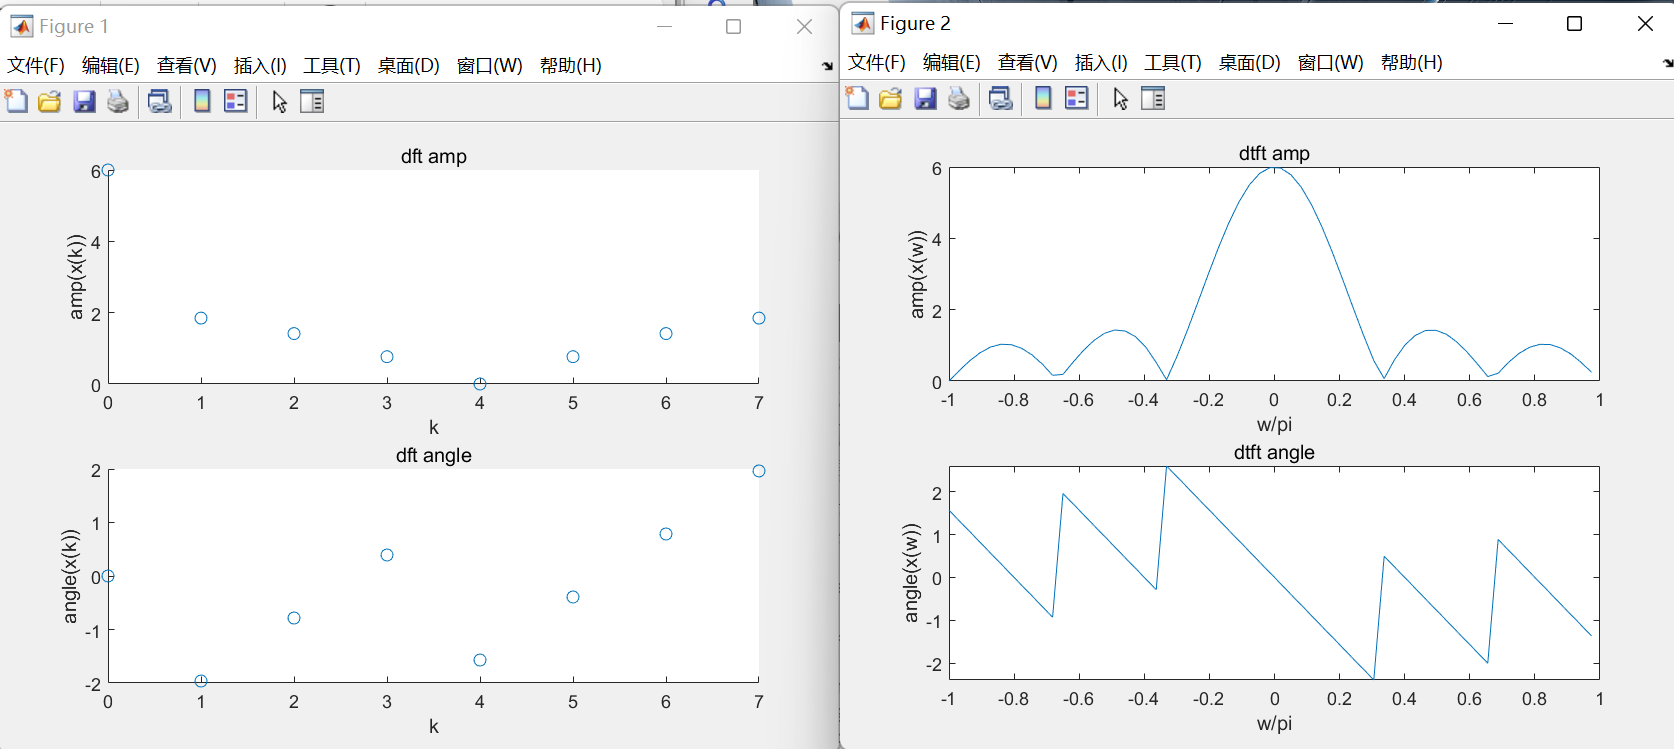 Figure 1
文件(F) 编辑(E) 查看(V) 插入(I) 工具(T) 桌面(D) 窗口(W) 帮助(H)
dft amp
amp(x(k))
6
4
2
0
0 1 2 3 4 5 6 7
k
dft angle
angle(x(k))
2
1
0
-1
-2
0 1 2 3 4 5 6 7
k
Figure 2
文件(F) 编辑(E) 查看(V) 插入(I) 工具(T) 桌面(D) 窗口(W) 帮助(H)
dtft amp
amp(x(w))
6
4
2
0
-1 -0.8 -0.6 -0.4 -0.2 0 0.2 0.4 0.6 0.8 1
w/pi
dtft angle
angle(x(w))
2
1
0
-1
-2
-1 -0.8 -0.6 -0.4 -0.2 0 0.2 0.4 0.6 0.8 1
w/pi